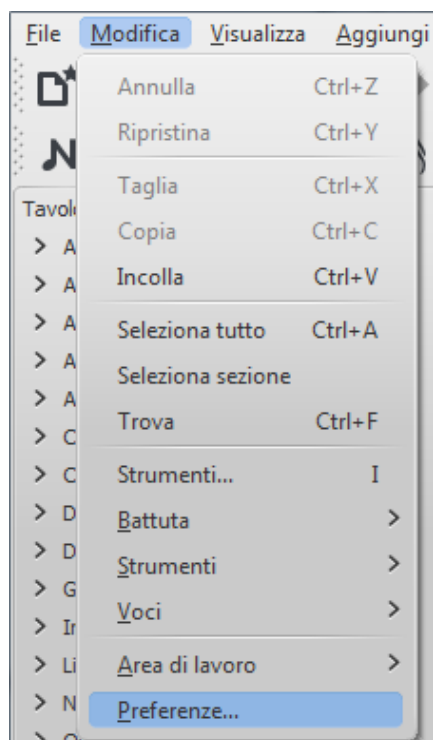 File Modifica Visualizza Aggiungi
Annulla Ctrl+Z
Ripristina Ctrl+Y
Taglia Ctrl+X
Copia Ctrl+C
Incolla Ctrl+V
Seleziona tutto Ctrl+A
Seleziona sezione
Trova Ctrl+F
Strumenti... I
Battuta
Strumenti
Voci
Area di lavoro
Preferenze...